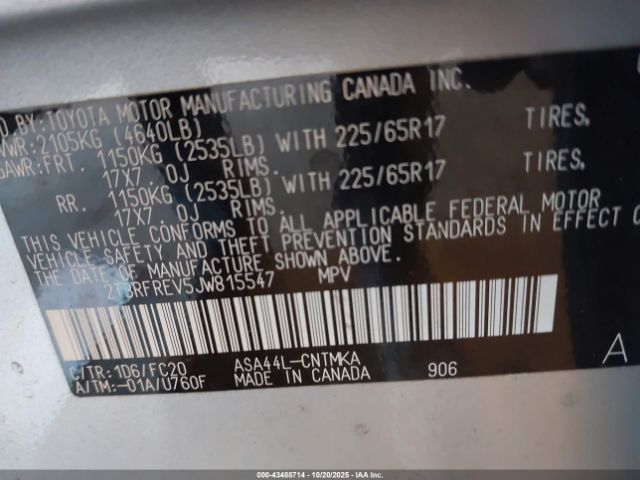 D BY: TOYOTA MOTOR MANUFACTURING CANADA INC.
VWR: 2105KG (4640LB)
GAWR: FRT. 1150KG (2535LB) WITH 225/65R17 TIRES.
17X7.0J RIMS.
RR. 1150KG (2535LB) WITH 225/65R17 TIRES.
17X7.0J RIMS.
THIS VEHICLE CONFORMS TO ALL APPLICABLE FEDERAL MOTOR
VEHICLE SAFETY AND THEFT PREVENTION STANDARDS IN EFFECT O
THE DATE OF MANUFACTURE SHOWN ABOVE.
2T3RFREV5JW815547 MPV
C/TR: 1D6/FC20 ASA44L-CNTMKA
A/TM:-01A/U760F MADE IN CANADA 906
A
000-43488714 - 10/20/2025 - IAAI Corp.